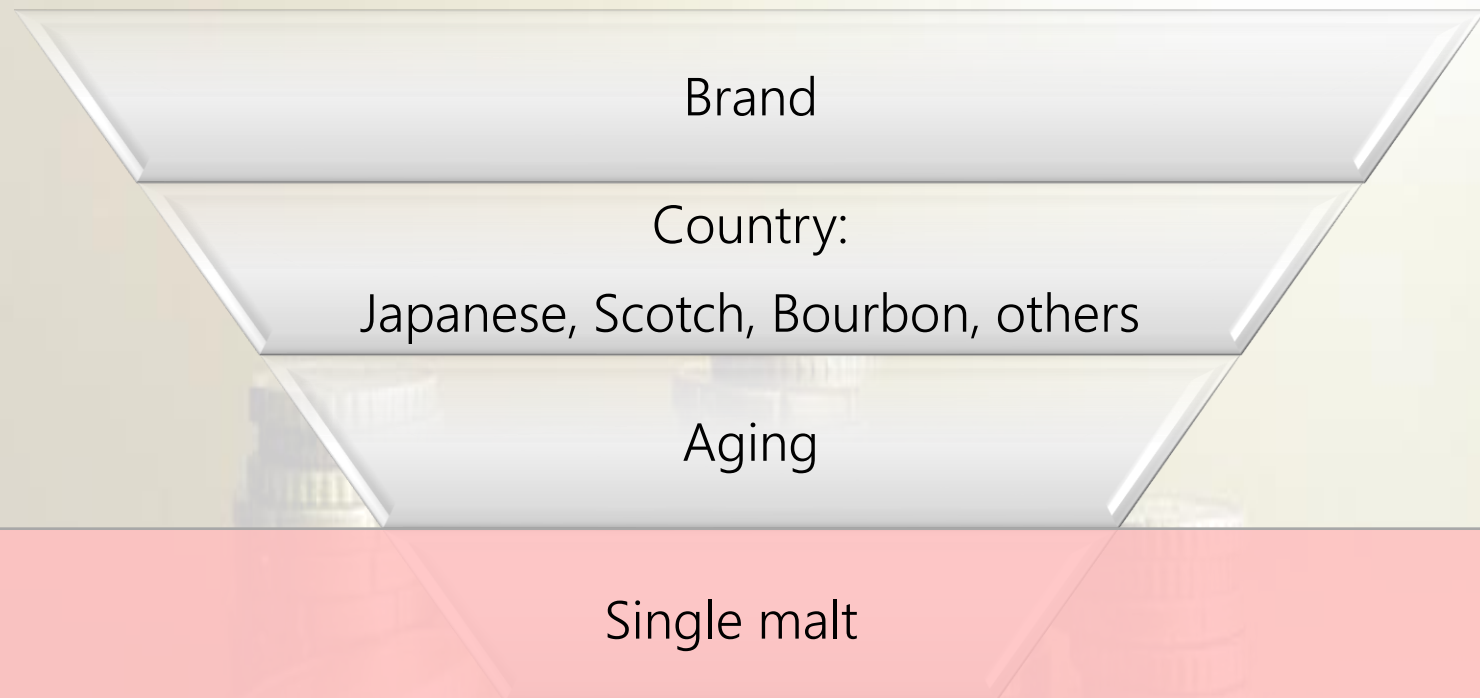 Brand
Country:
Japanese, Scotch, Bourbon, others
Aging
Single malt